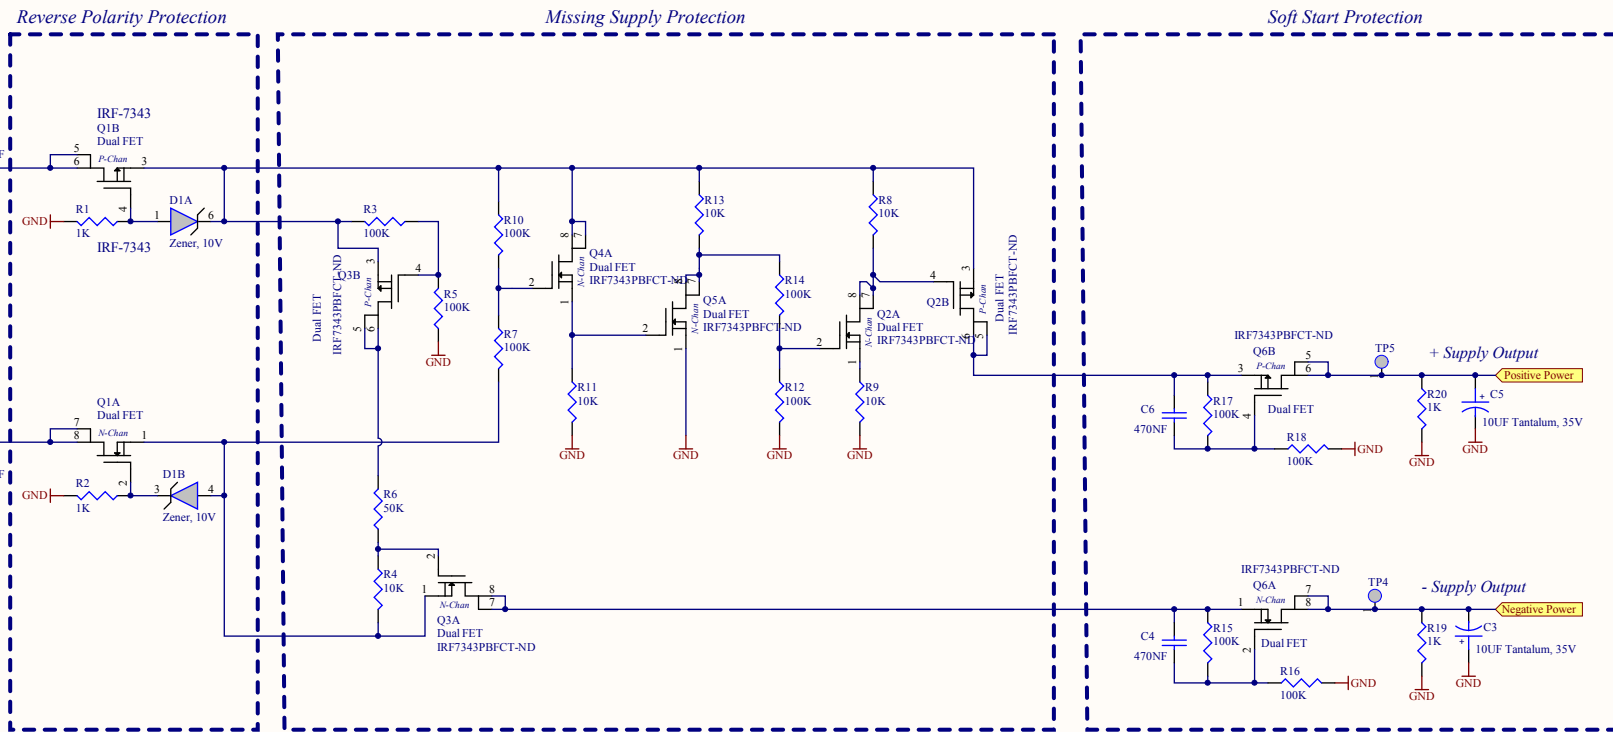 Reverse Polarity Protection
Missing Supply Protection
Soft Start Protection
IRF-7343
Q1B
Dual FET
P-Chan
5
6
3
4
F
GND
R1
1K
1
D1A
6
Zener, 10V
IRF-7343
R3
100K
3
Q3B
P-Chan
4
5
6
Dual FET
IRF7343PBFCT-ND
R5
100K
GND
R10
100K
R7
100K
8
7
Q4A
Dual FET
IRF7343PBFCT-ND
N-Chan
2
1
R11
10K
GND
R13
10K
7
Q5A
Dual FET
IRF7343PBFCT-ND
N-Chan
2
1
GND
R14
100K
R12
100K
GND
R8
10K
8
7
Q2A
Dual FET
IRF7343PBFCT-ND
N-Chan
2
1
R9
10K
GND
4
3
Q2B
P-Chan
5
Dual FET
IRF7343PBFCT-ND
Q1A
Dual FET
N-Chan
7
8
1
2
F
GND
R2
1K
3
D1B
4
Zener, 10V
R6
50K
R4
10K
2
1
8
7
N-Chan
Q3A
Dual FET
IRF7343PBFCT-ND
IRF7343PBFCT-ND
Q6B
P-Chan
3
5
6
4
Dual FET
C6
470NF
R17
100K
R18
100K
GND
TP5
+ Supply Output
Positive Power
R20
1K
GND
C5
+
10UF Tantalum, 35V
GND
IRF7343PBFCT-ND
Q6A
N-Chan
1
7
8
2
Dual FET
C4
470NF
R15
100K
R16
100K
GND
TP4
- Supply Output
Negative Power
R19
1K
GND
C3
+
10UF Tantalum, 35V
GND